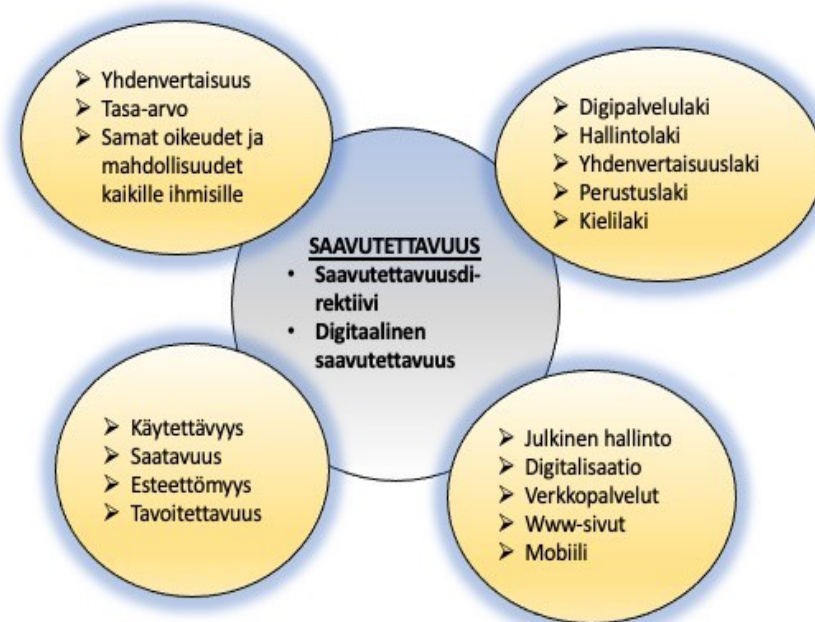 ➢ Yhdenvertaisuus
➢ Tasa-arvo
➢ Samat oikeudet ja
mahdollisuudet
kaikille ihmisille
➢ Digipalvelulaki
➢ Hallintolaki
➢ Yhdenvertaisuuslaki
➢ Perustuslaki
➢ Kielilaki
SAAVUTETTAVUUS
• Saavutettavuusdi-
rektiivi
• Digitaalinen
saavutettavuus
➢ Käytettävyys
➢ Saatavuus
➢ Esteettömyys
➢ Tavoitettavuus
➢ Julkinen hallinto
➢ Digitalisaatio
➢ Verkkopalvelut
➢ Www-sivut
➢ Mobiili